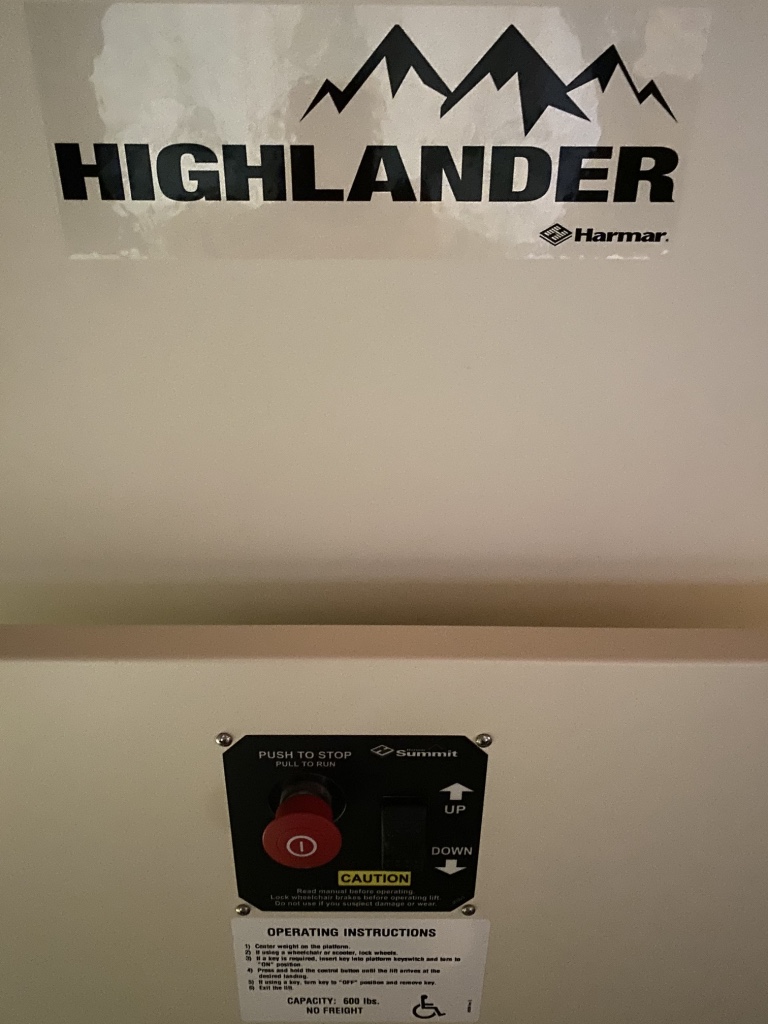 HIGHLANDER
Harmar.
PUSH TO STOP
PULL TO RUN
Summit
UP
DOWN
CAUTION
Read manual before operating.
Lock wheelchair brakes before operating lift.
Do not use if you suspect damage or wear.
OPERATING INSTRUCTIONS
1) Center weight on the platform.
2) If using a wheelchair or scooter, lock wheels.
3) If a key is required, insert key into platform keyswitch and turn to
"ON" position.
4) Press and hold the control button until the lift arrives at the
desired landing.
5) If using a key, turn key to "OFF" position and remove key.
6) Exit the lift.
CAPACITY: 600 lbs.
NO FREIGHT